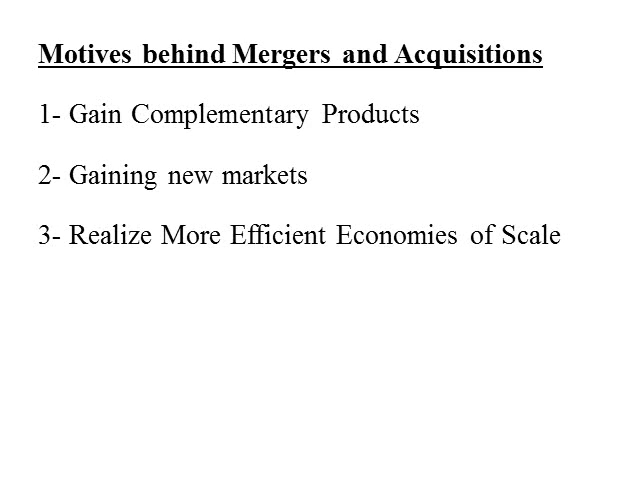 Motives behind Mergers and Acquisitions
1- Gain Complementary Products
2- Gaining new markets
3- Realize More Efficient Economies of Scale